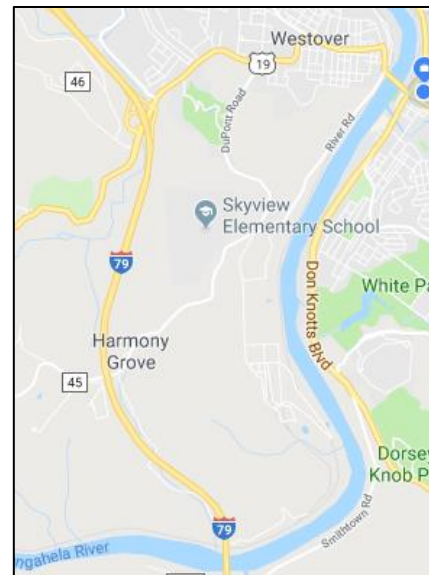 Westover
19
46
DuPont Road
River Rd
Skyview
Elementary School
79
Don Knotts Blvd
White Pa
Harmony
Grove
45
Dorsey
Knob P
Smithtown Rd
79
ngahela River